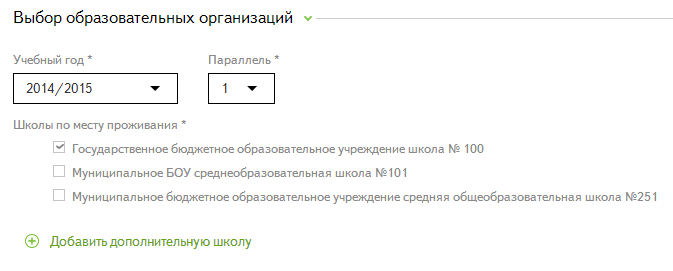 Выбор образовательных организаций
Учебный год * Параллель *
2014/2015 1
Школы по месту проживания *
Государственное бюджетное образовательное учреждение школа № 100
Муниципальное БОУ среднеобразовательная школа №101
Муниципальное бюджетное образовательное учреждение средняя общеобразовательная школа №251
Добавить дополнительную школу